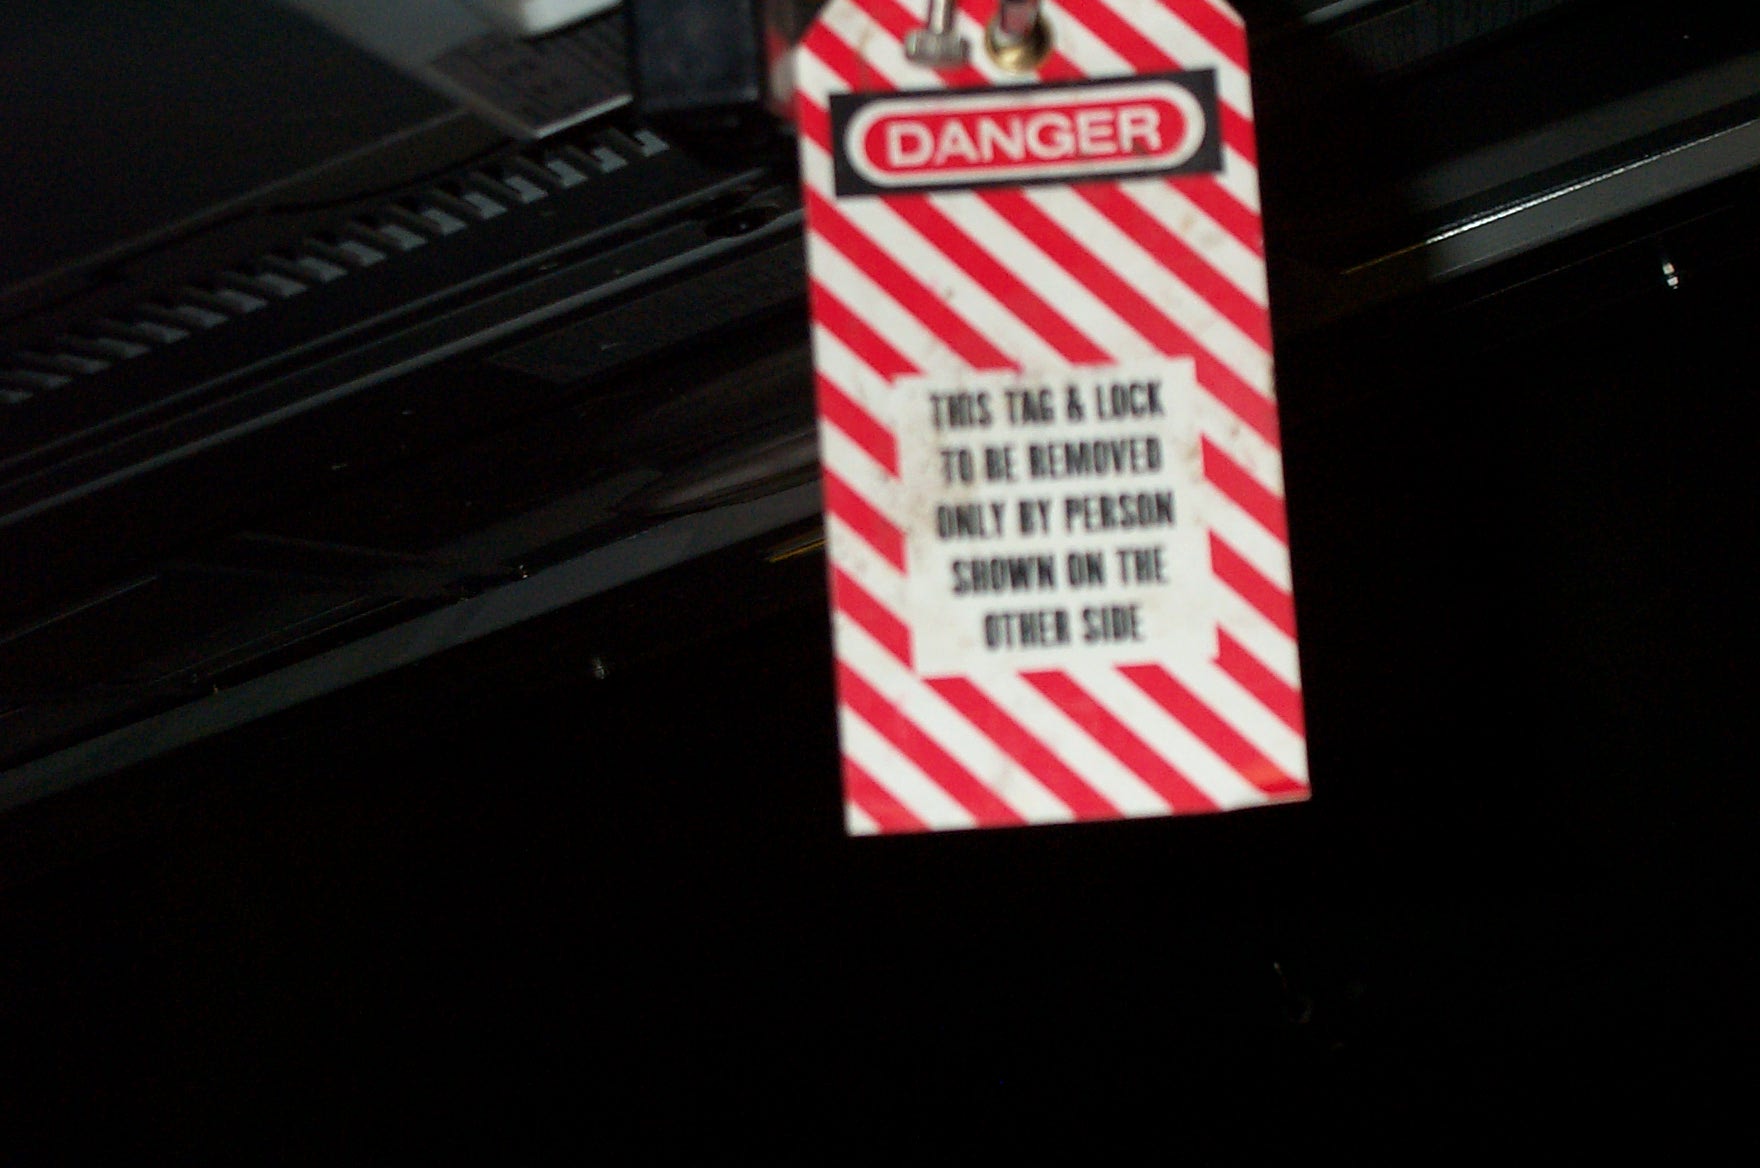 DANGER
THIS TAG & LOCK
TO BE REMOVED
ONLY BY PERSON
SHOWN ON THE
OTHER SIDE